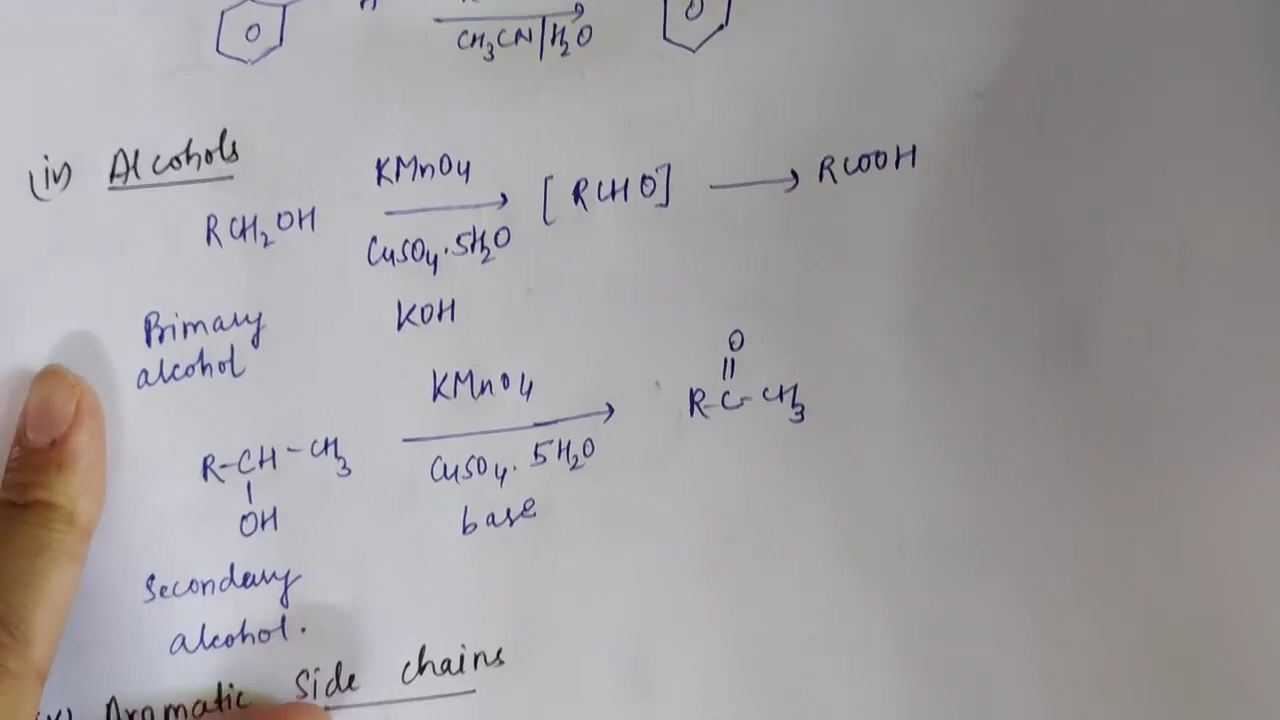 CH3CN/H2O
(iv) Alcohols
RCH2OH KMnO4 [RCHO] → RCOOH
CuSO4.5H2O
KOH
Primary
alcohol
KMnO4
O
||
R-CH-CH3 R-C-CH3
|
OH
CuSO4. 5H2O
base
Secondary
alcohol.
Aromatic Side chains